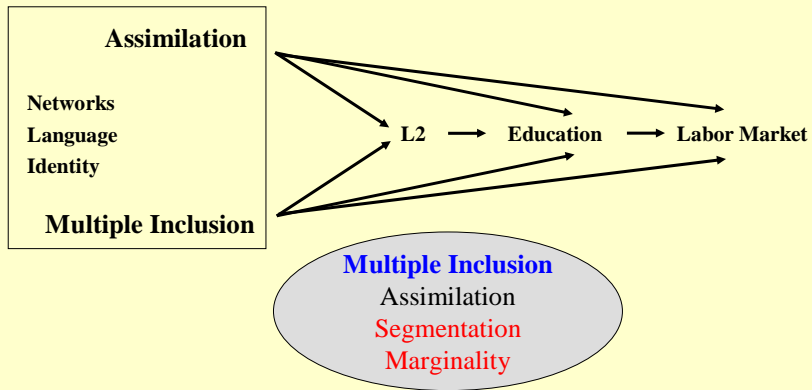 Assimilation
Networks
Language
Identity
L2 Education Labor Market
Multiple Inclusion
Multiple Inclusion
Assimilation
Segmentation
Marginality